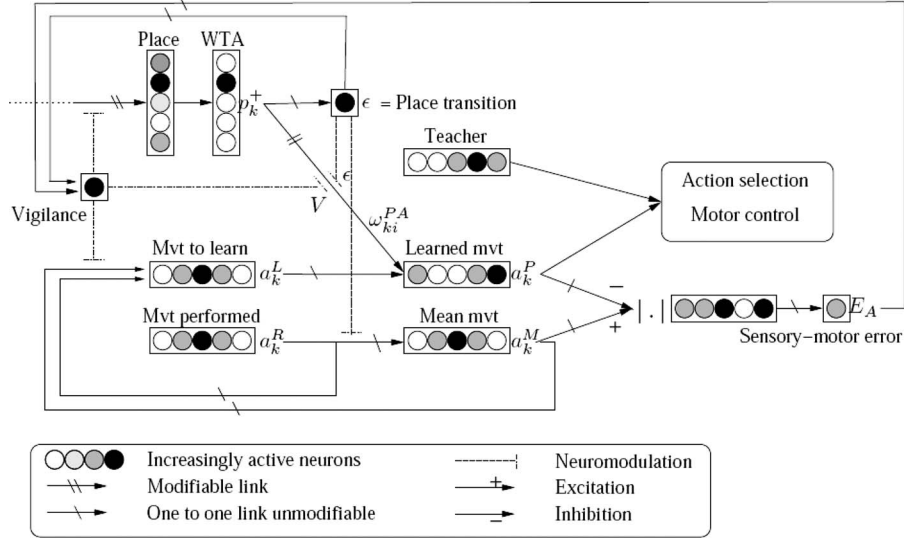 Place WTA
p_k^+
ϵ = Place transition
Teacher
Action selection
Motor control
Vigilance
V
ϵ
ω_{ki}^{PA}
Mvt to learn
a_k^L
Learned mvt
a_k^P
Mvt performed
a_k^R
Mean mvt
a_k^M
−
+
| . |
E_A
Sensory−motor error
Increasingly active neurons
Modifiable link
One to one link unmodifiable
Neuromodulation
+
Excitation
−
Inhibition